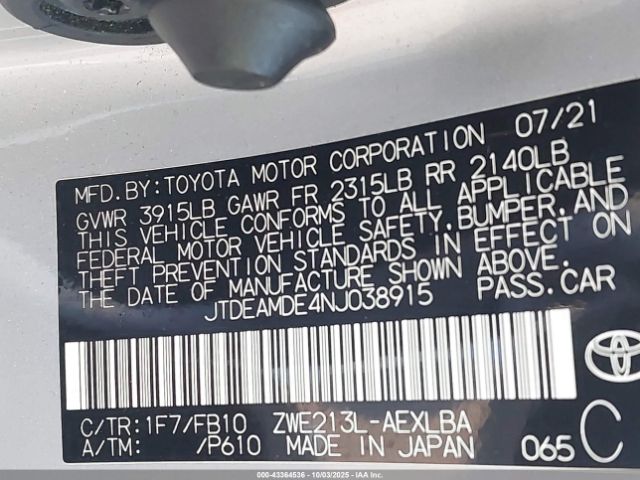 MFD.BY:TOYOTA MOTOR CORPORATION 07/21
GVWR 3915LB GAWR FR 2315LB RR 2140LB
THIS VEHICLE CONFORMS TO ALL APPLICABLE
FEDERAL MOTOR VEHICLE SAFETY,BUMPER,AND
THEFT PREVENTION STANDARDS IN EFFECT ON
THE DATE OF MANUFACTURE SHOWN ABOVE.
JTDEAMDE4NJ038915 PASS.CAR
C/TR:1F7/FB10 ZWE213L-AEXLBA C
A/TM: /P610 MADE IN JAPAN 065
000-43364536 - 10/03/2025 - © 2025 - IAA Inc.